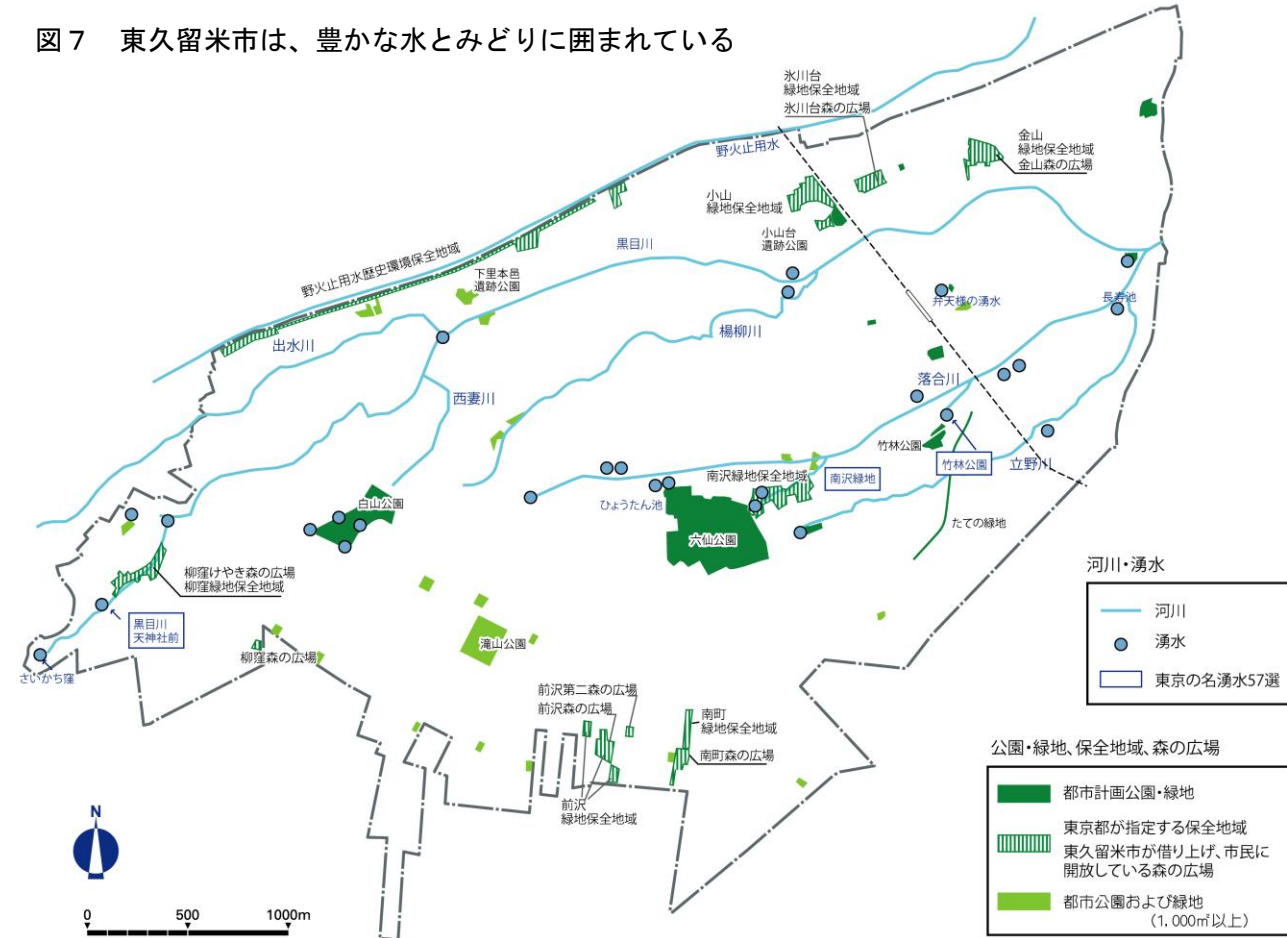 図7 東久留米市は、豊かな水とみどりに囲まれている
氷川台
緑地保全地域
氷川台森の広場
野火止用水
金山
緑地保全地域
金山森の広場
小山
緑地保全地域
小山台
遺跡公園
黒目川
野火止用水歴史環境保全地域
下里本邑
遺跡公園
弁天様の湧水
長寿池
楊柳川
出水川
西妻川
落合川
竹林公園
竹林公園
立野川
南沢緑地保全地域
南沢緑地
ひょうたん池
白山公園
六仙公園
たての緑地
柳窪けやき森の広場
柳窪緑地保全地域
黒目川
天神社前
さいかち窪
柳窪森の広場
滝山公園
前沢第二森の広場
前沢森の広場
南町
緑地保全地域
南町森の広場
前沢
緑地保全地域
N
0 500 1000m
河川・湧水
河川
湧水
東京の名湧水57選
公園・緑地、保全地域、森の広場
都市計画公園・緑地
東京都が指定する保全地域
東久留米市が借り上げ、市民に
開放している森の広場
都市公園および緑地
(1,000㎡以上)